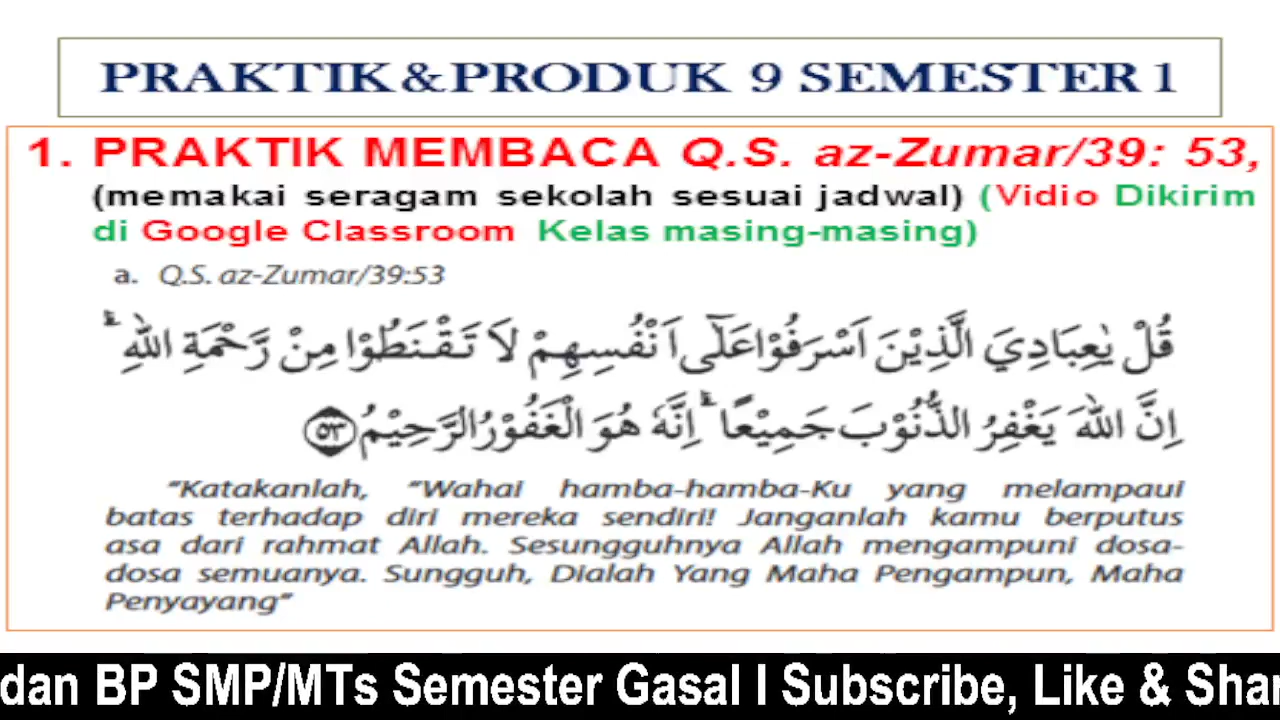 PRAKTIK&PRODUK 9 SEMESTER 1
1. PRAKTIK MEMBACA Q.S. az-Zumar/39: 53,
(memakai seragam sekolah sesuai jadwal) (Vidio Dikirim
di Google Classroom Kelas masing-masing)
a. Q.S. az-Zumar/39:53
قُلْ يٰعِبَادِيَ الَّذِيْنَ اَسْرَفُوْا عَلٰٓى اَنْفُسِهِمْ لَا تَقْنَطُوْا مِنْ رَّحْمَةِ اللّٰهِ ۗ
اِنَّ اللّٰهَ يَغْفِرُ الذُّنُوْبَ جَمِيْعًا ۗ اِنَّهٗ هُوَ الْغَفُوْرُ الرَّحِيْمُ ٥٣
"Katakanlah, "Wahai hamba-hamba-Ku yang melampaui
batas terhadap diri mereka sendiri! Janganlah kamu berputus
asa dari rahmat Allah. Sesungguhnya Allah mengampuni dosa-
dosa semuanya. Sungguh, Dialah Yang Maha Pengampun, Maha
Penyayang"
dan BP SMP/MTs Semester Gasal I Subscribe, Like & Shar